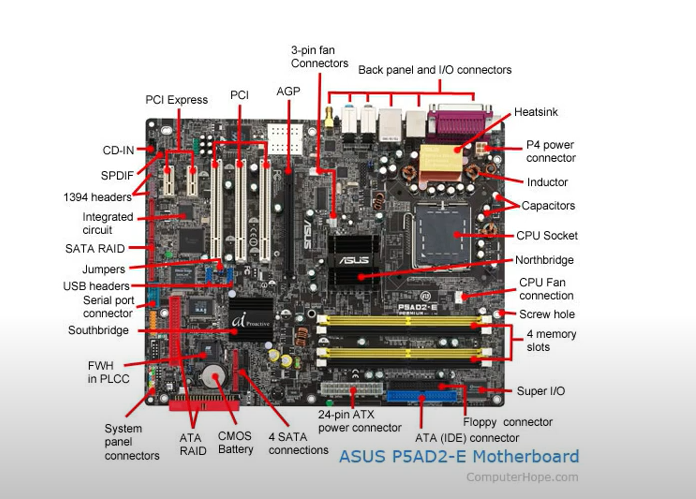 3-pin fan
Connectors
Back panel and I/O connectors
PCI Express
PCI
AGP
Heatsink
CD-IN
P4 power
connector
SPDIF
Inductor
1394 headers
Capacitors
Integrated
circuit
CPU Socket
SATA RAID
Northbridge
Jumpers
USB headers
CPU Fan
connection
Serial port
connector
Screw hole
Southbridge
4 memory
slots
FWH
in PLCC
Super I/O
24-pin ATX
power connector
Floppy connector
System
panel
connectors
ATA
RAID
CMOS
Battery
4 SATA
connections
ATA (IDE) connector
ASUS P5AD2-E Motherboard
ComputerHope.com
ASUS
ASUS
P5AD2-E
PREMIUM
ai Proactive